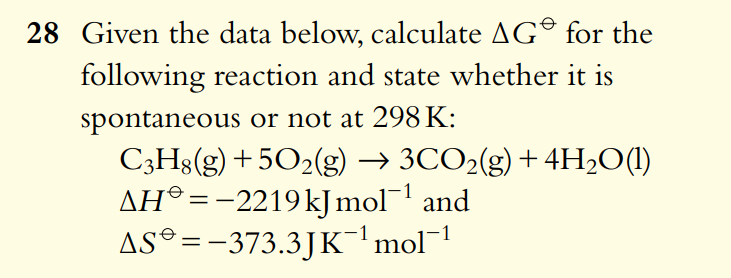 28 Given the data below, calculate ΔG⦵ for the
following reaction and state whether it is
spontaneous or not at 298 K:
C₃H₈(g) + 5O₂(g) → 3CO₂(g) + 4H₂O(l)
ΔH⦵ = −2219 kJ mol⁻¹ and
ΔS⦵ = −373.3 J K⁻¹ mol⁻¹